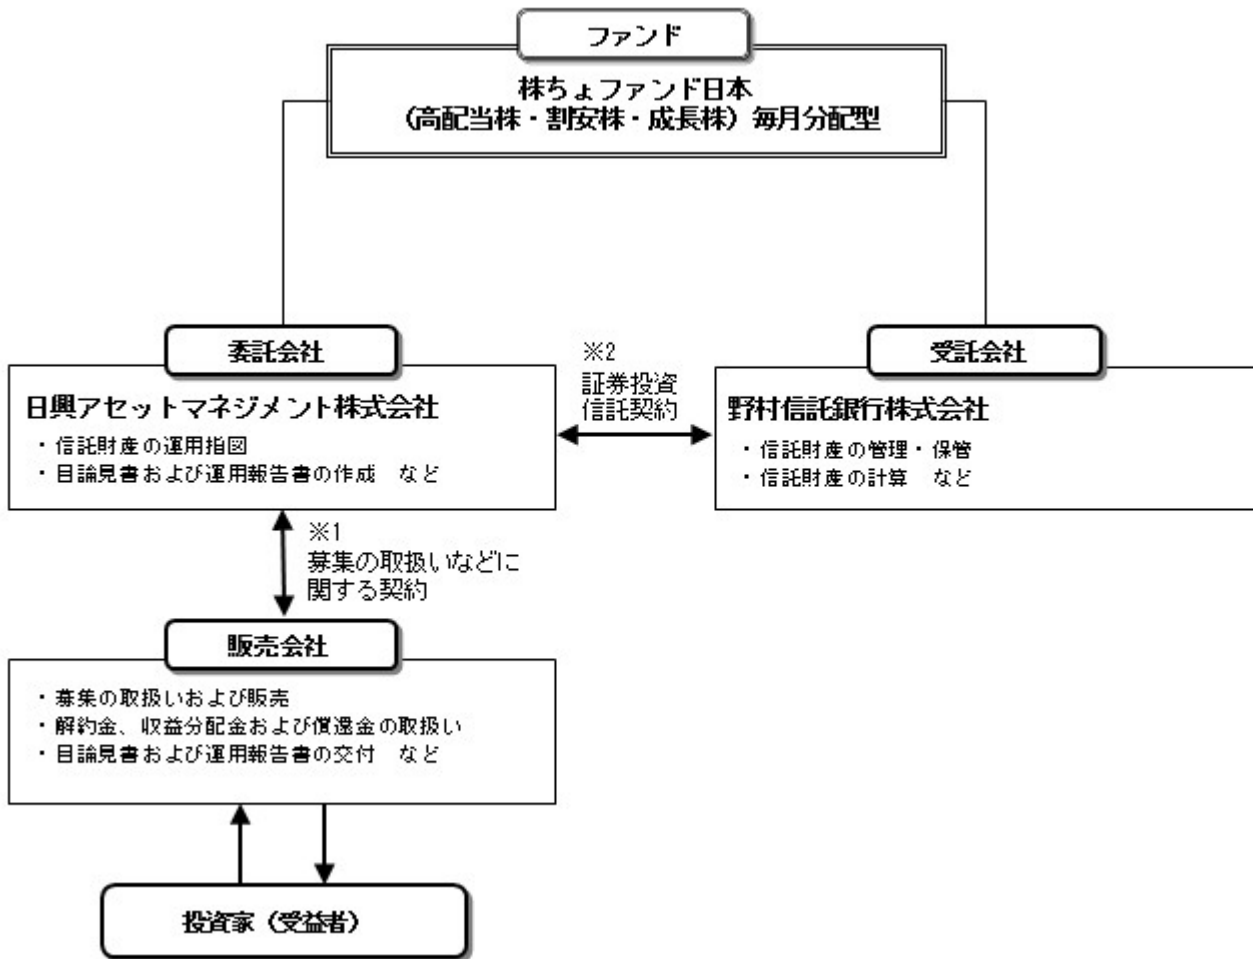 ファンド
株ちょファンド日本
(高配当株・割安株・成長株) 毎月分配型
委託会社
日興アセットマネジメント株式会社
・信託財産の運用指図
・目論見書および運用報告書の作成　など
※2
証券投資
信託契約
受託会社
野村信託銀行株式会社
・信託財産の管理・保管
・信託財産の計算　など
※1
募集の取扱いなどに
関する契約
販売会社
・募集の取扱いおよび販売
・解約金、収益分配金および償還金の取扱い
・目論見書および運用報告書の交付　など
投資家（受益者）